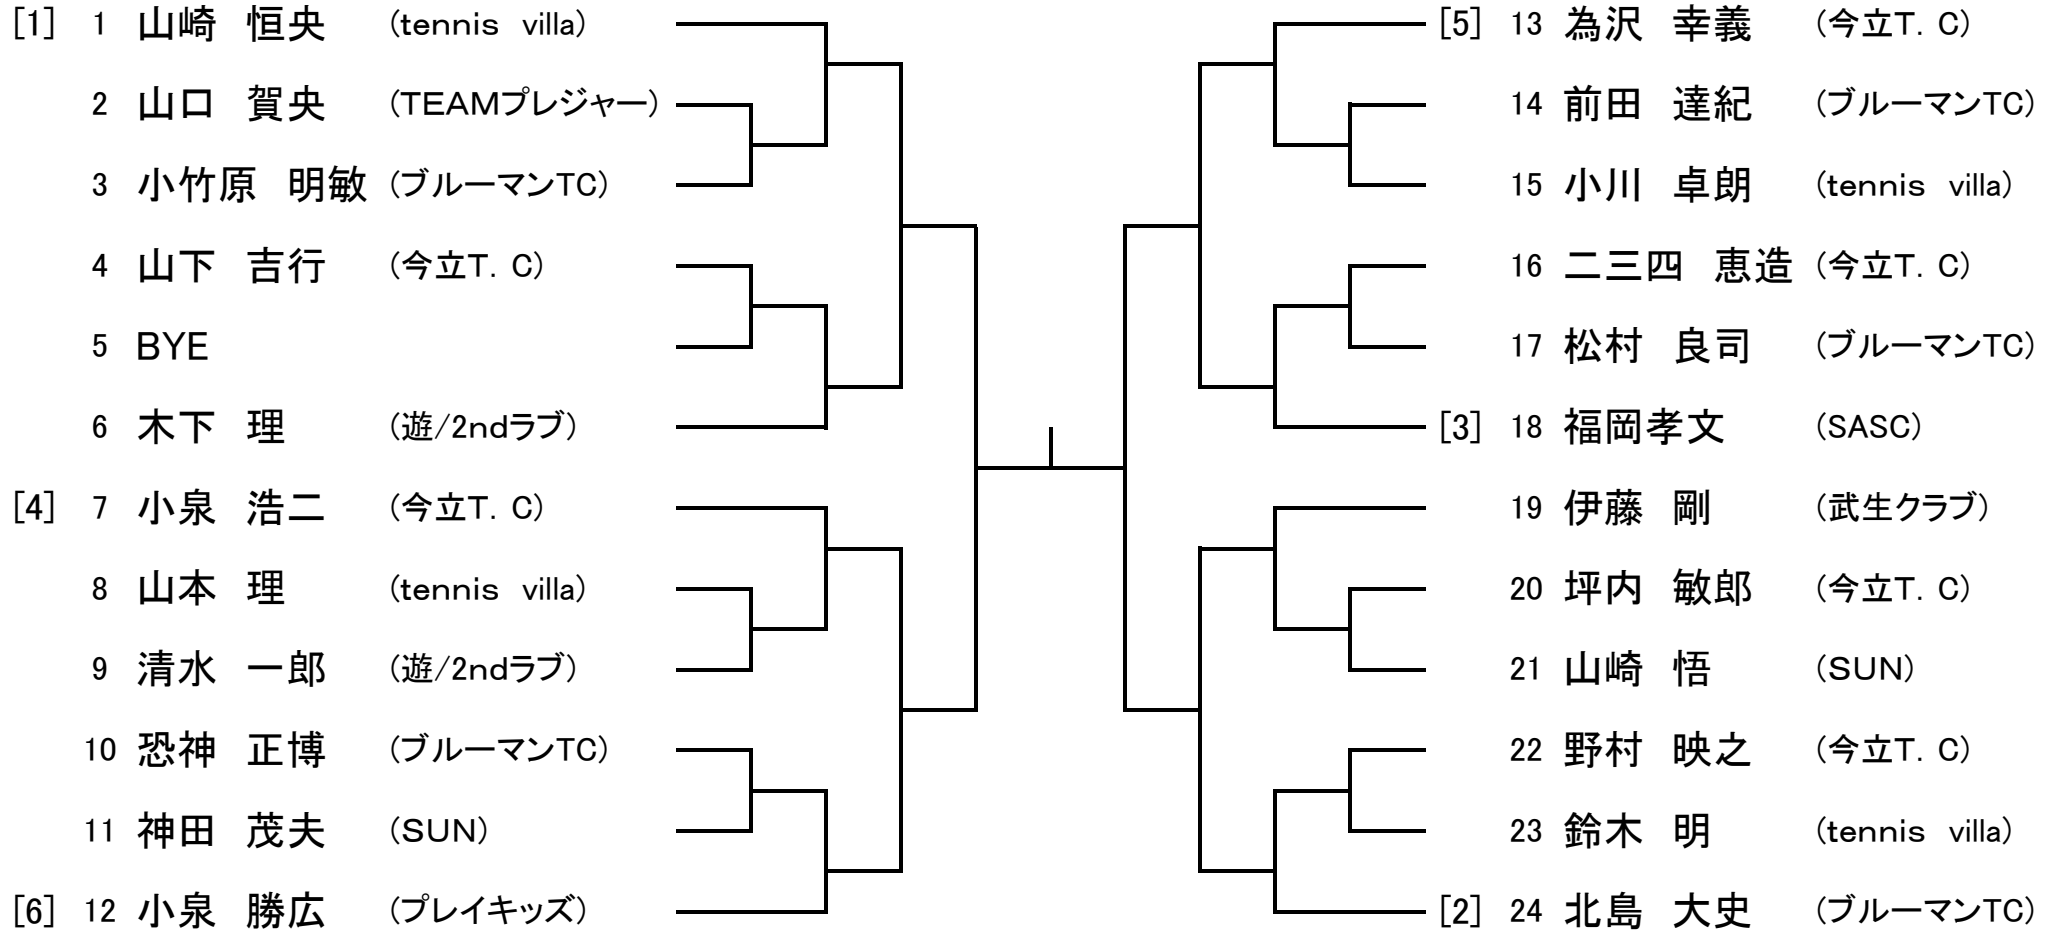 [1] 1 山崎 恒央 (tennis villa)
2 山口 賀央 (TEAMプレジャー)
3 小竹原 明敏 (ブルーマンTC)
4 山下 吉行 (今立T. C)
5 BYE
6 木下 理 (遊/2ndラブ)
[4] 7 小泉 浩二 (今立T. C)
8 山本 理 (tennis villa)
9 清水 一郎 (遊/2ndラブ)
10 恐神 正博 (ブルーマンTC)
11 神田 茂夫 (SUN)
[6] 12 小泉 勝広 (プレイキッズ)
[5] 13 為沢 幸義 (今立T. C)
14 前田 達紀 (ブルーマンTC)
15 小川 卓朗 (tennis villa)
16 二三四 恵造 (今立T. C)
17 松村 良司 (ブルーマンTC)
[3] 18 福岡孝文 (SASC)
19 伊藤 剛 (武生クラブ)
20 坪内 敏郎 (今立T. C)
21 山崎 悟 (SUN)
22 野村 映之 (今立T. C)
23 鈴木 明 (tennis villa)
[2] 24 北島 大史 (ブルーマンTC)